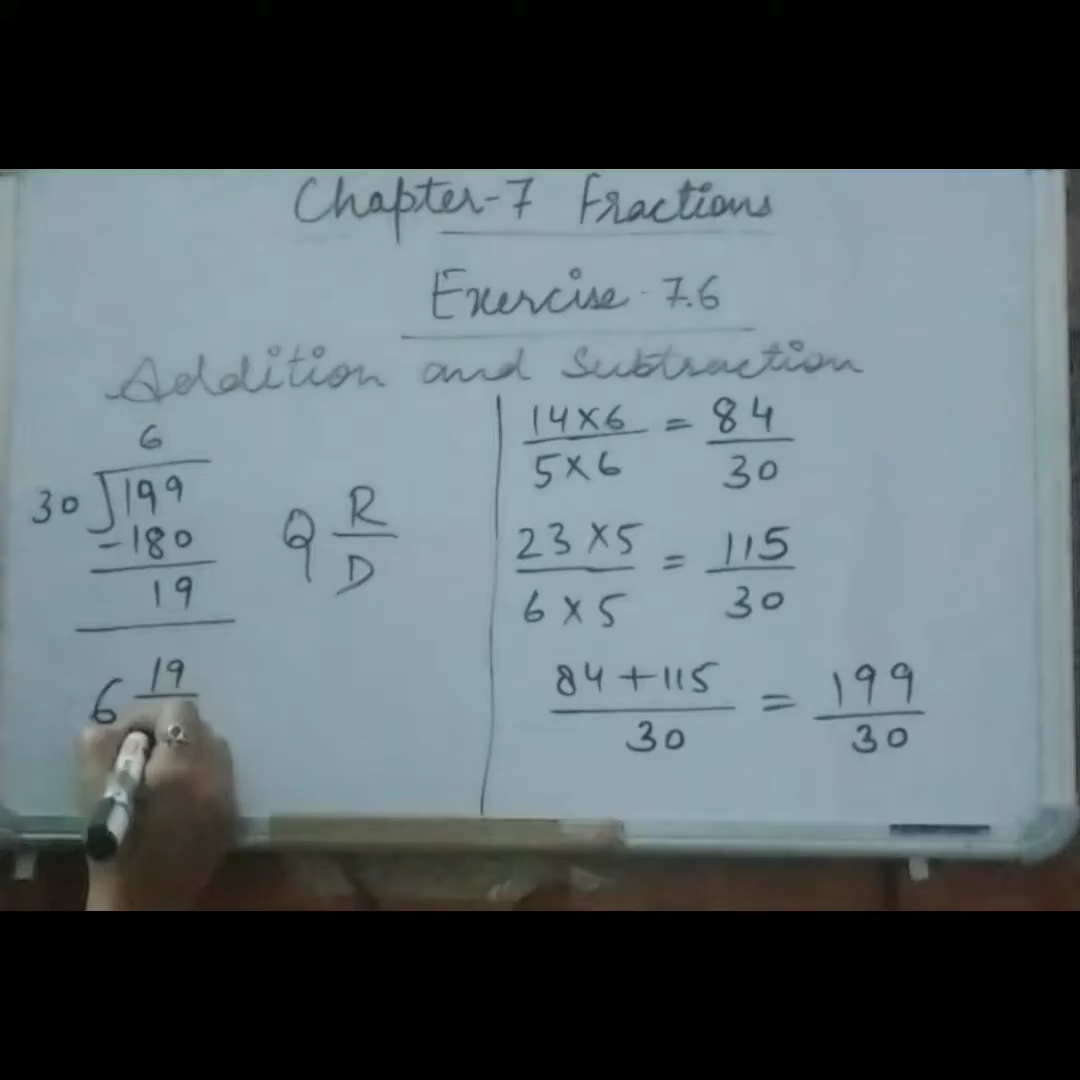 Chapter-7 Fractions
Exercise-7.6
Addition and Subtraction
6
30 199
-180
19
Q R/D
6 19
14×6/5×6 = 84/30
23×5/6×5 = 115/30
84+115/30 = 199/30